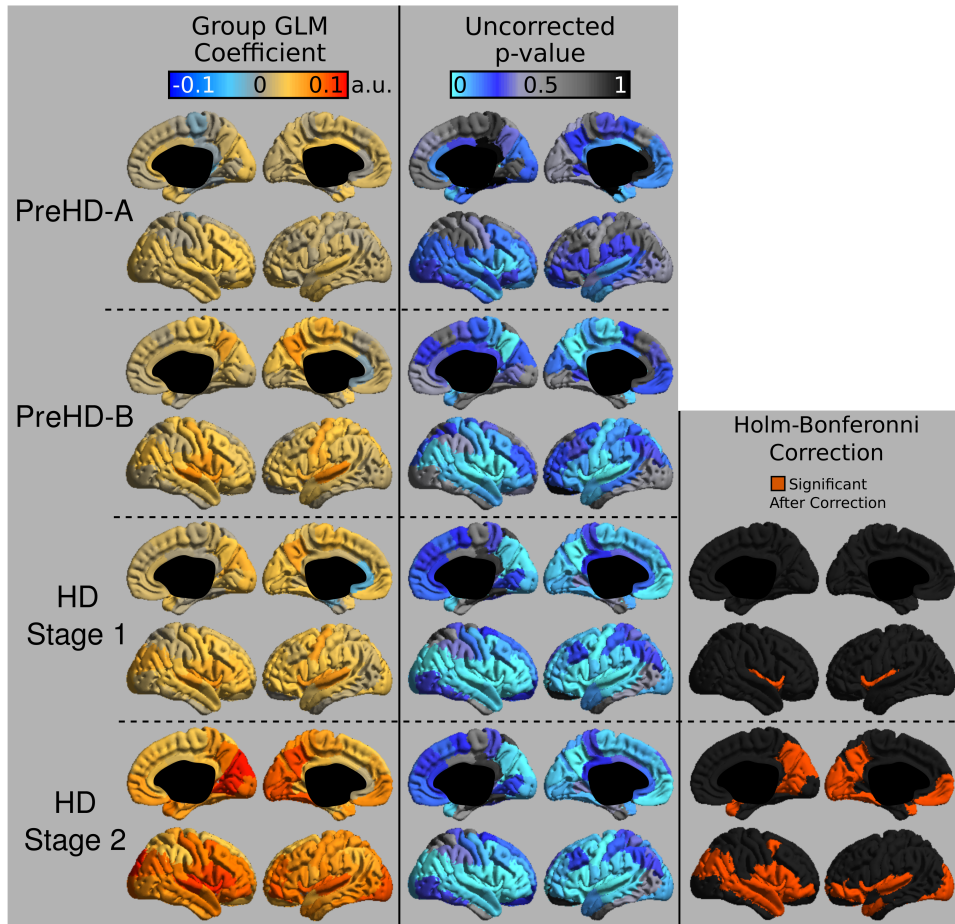 Group GLM
Coefficient
-0.1 0 0.1 a.u.
Uncorrected
p-value
0 0.5 1
PreHD-A
PreHD-B
Holm-Bonferonni
Correction
Significant
After Correction
HD
Stage 1
HD
Stage 2